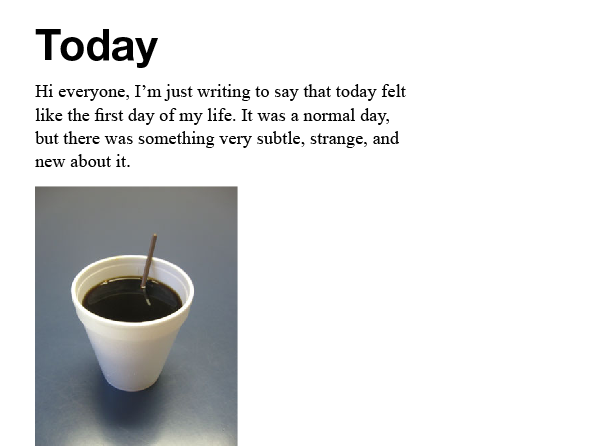 Today
Hi everyone, I’m just writing to say that today felt
like the first day of my life. It was a normal day,
but there was something very subtle, strange, and
new about it.